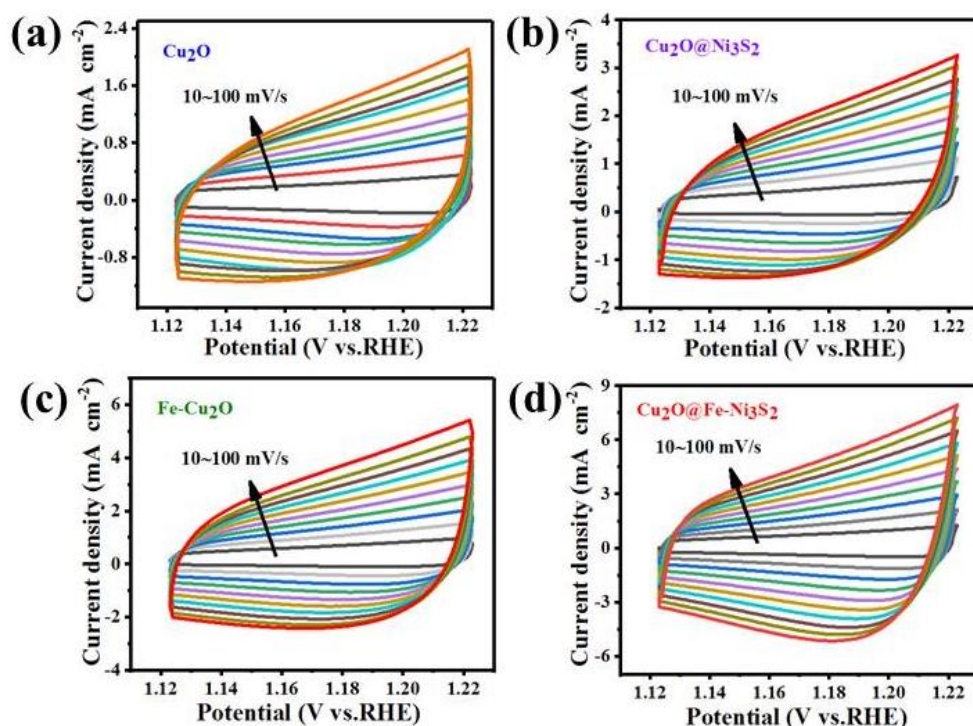 (a)
Cu₂O
10~100 mV/s
Current density (mA cm⁻²)
2.4
1.6
0.8
0.0
-0.8
1.12 1.14 1.16 1.18 1.20 1.22
Potential (V vs.RHE)
(b)
Cu₂O@Ni₃S₂
10~100 mV/s
Current density (mA cm⁻²)
4
3
2
1
0
-1
-2
1.12 1.14 1.16 1.18 1.20 1.22
Potential (V vs.RHE)
(c)
Fe-Cu₂O
10~100 mV/s
Current density (mA cm⁻²)
6
4
2
0
-2
-4
1.12 1.14 1.16 1.18 1.20 1.22
Potential (V vs.RHE)
(d)
Cu₂O@Fe-Ni₃S₂
10~100 mV/s
Current density (mA cm⁻²)
9
6
3
0
-3
-6
1.12 1.14 1.16 1.18 1.20 1.22
Potential (V vs.RHE)